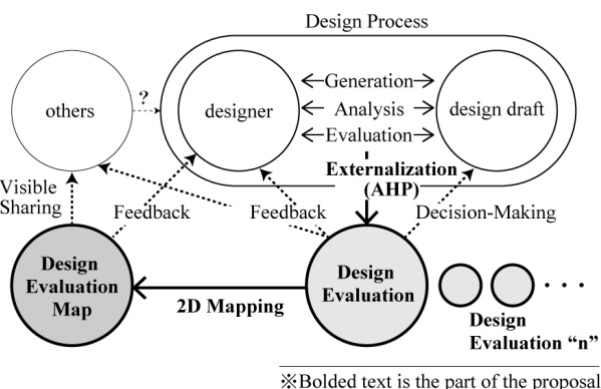 Design Process
others
?
designer
Generation
Analysis
Evaluation
design draft
Externalization
(AHP)
Visible
Sharing
Feedback
Feedback
Decision-Making
Design
Evaluation
Map
2D Mapping
Design
Evaluation
Design
Evaluation “n”
※Bolded text is the part of the proposal